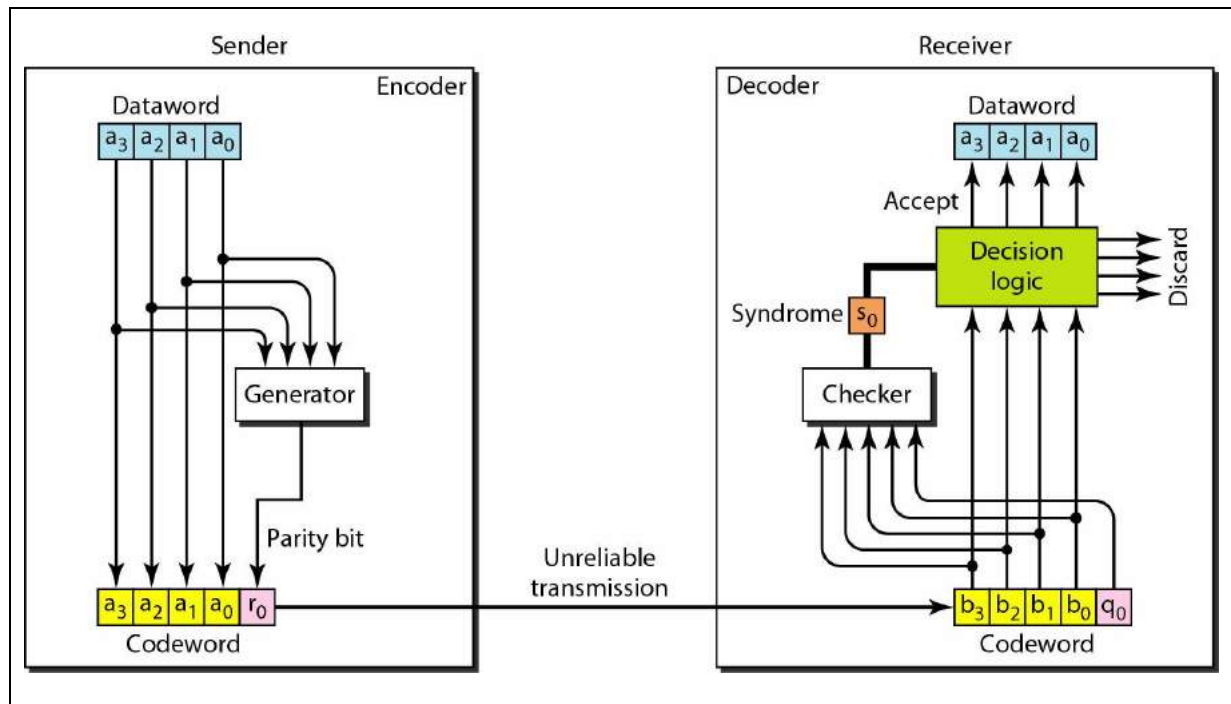 Sender
Receiver
Encoder
Decoder
Dataword
a3 a2 a1 a0
Dataword
a3 a2 a1 a0
Accept
Decision
logic
Discard
Syndrome s0
Generator
Checker
Parity bit
Unreliable
transmission
a3 a2 a1 a0 r0
b3 b2 b1 b0 q0
Codeword
Codeword